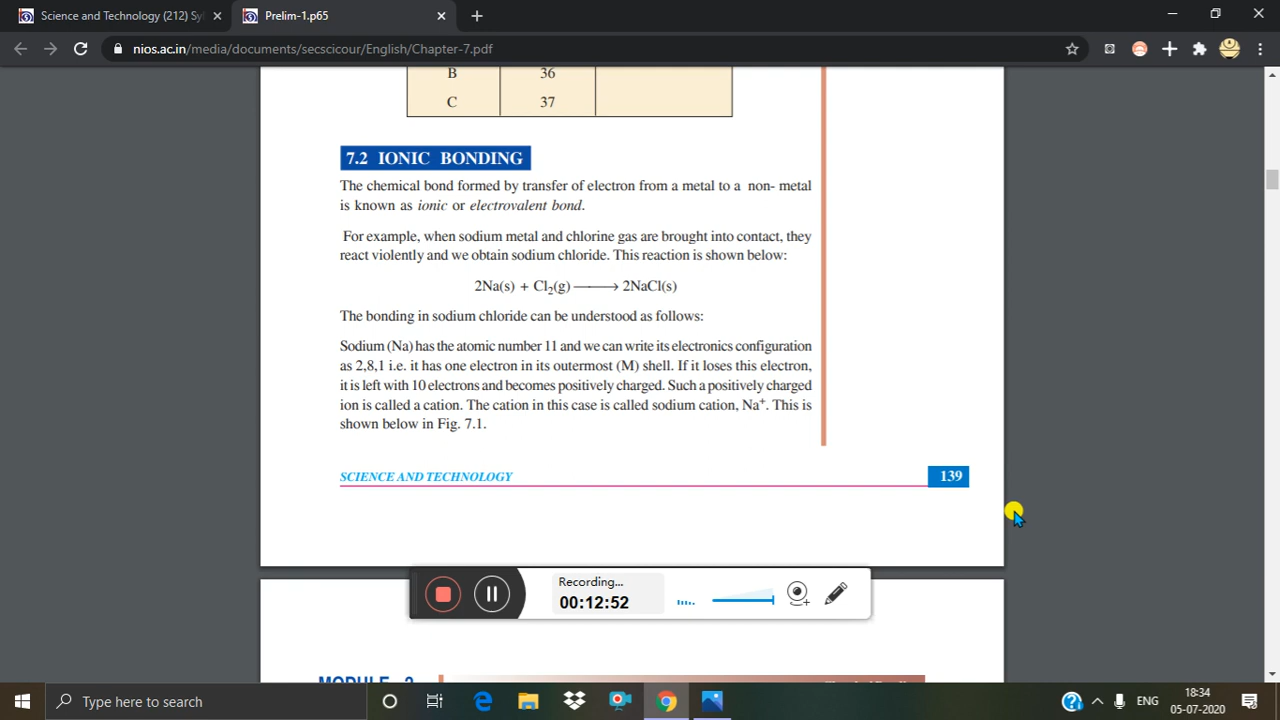 Science and Technology (212) Syl
Prelim-1.p65
nios.ac.in/media/documents/secscicour/English/Chapter-7.pdf
B 36
C 37
7.2 IONIC BONDING
The chemical bond formed by transfer of electron from a metal to a non- metal
is known as ionic or electrovalent bond.
For example, when sodium metal and chlorine gas are brought into contact, they
react violently and we obtain sodium chloride. This reaction is shown below:
2Na(s) + Cl₂(g) ⟶ 2NaCl(s)
The bonding in sodium chloride can be understood as follows:
Sodium (Na) has the atomic number 11 and we can write its electronics configuration
as 2,8,1 i.e. it has one electron in its outermost (M) shell. If it loses this electron,
it is left with 10 electrons and becomes positively charged. Such a positively charged
ion is called a cation. The cation in this case is called sodium cation, Na⁺. This is
shown below in Fig. 7.1.
SCIENCE AND TECHNOLOGY 139
Recording...
00:12:52
MODULE - 2
Type here to search
ENG
18:34
05-07-2020